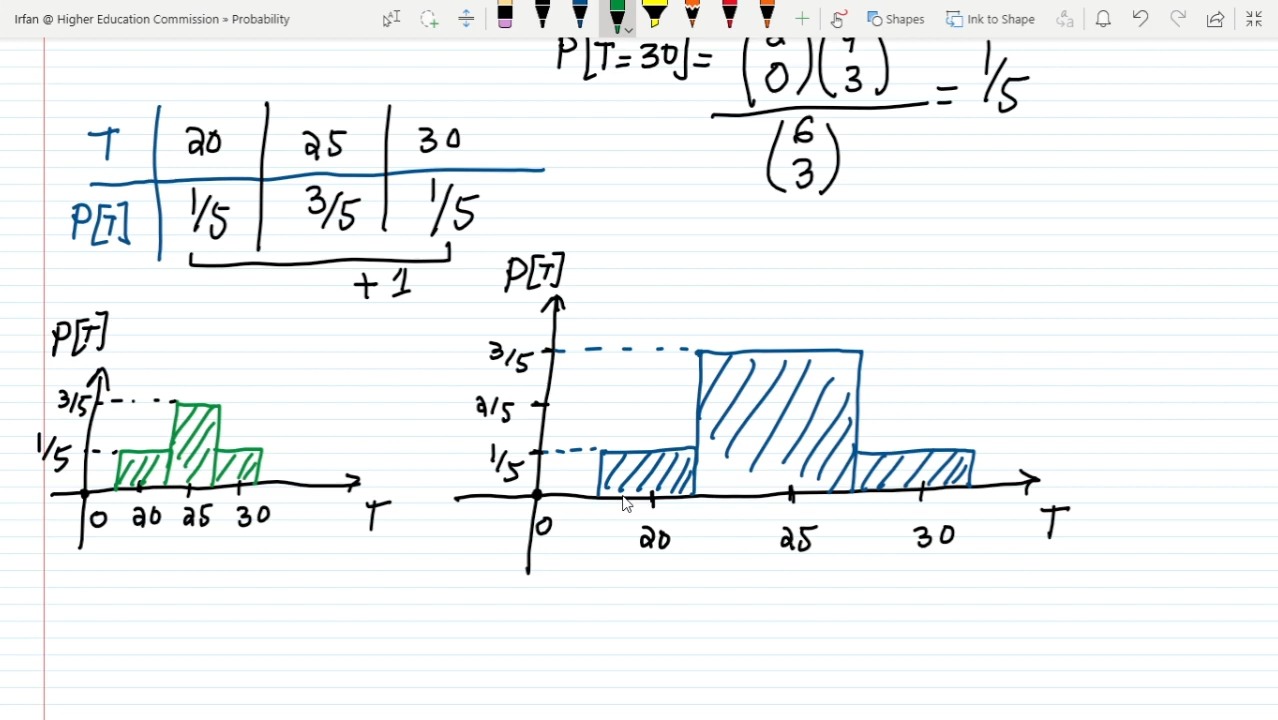 Irfan @ Higher Education Commission » Probability
Shapes
Ink to Shape
P[T=30] = (0)(3) / (6 3) = 1/5
T 20 25 30
P[T] 1/5 3/5 1/5
+ 1
P[T]
3/5
1/5
0 20 25 30 T
P[T]
3/5
2/5
1/5
0 20 25 30 T